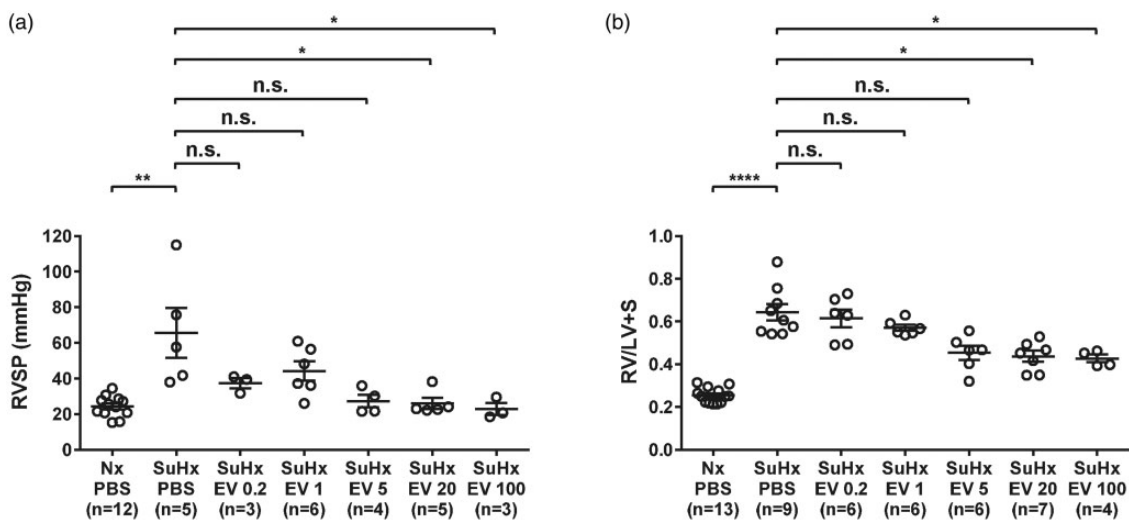 (a)
*
*
n.s.
n.s.
n.s.
**
RVSP (mmHg)
120
100
80
60
40
20
0
Nx PBS (n=12)
SuHx PBS (n=5)
SuHx EV 0.2 (n=3)
SuHx EV 1 (n=6)
SuHx EV 5 (n=4)
SuHx EV 20 (n=5)
SuHx EV 100 (n=3)
(b)
*
*
n.s.
n.s.
n.s.
****
RV/LV+S
1.0
0.8
0.6
0.4
0.2
0.0
Nx PBS (n=13)
SuHx PBS (n=9)
SuHx EV 0.2 (n=6)
SuHx EV 1 (n=6)
SuHx EV 5 (n=6)
SuHx EV 20 (n=7)
SuHx EV 100 (n=4)